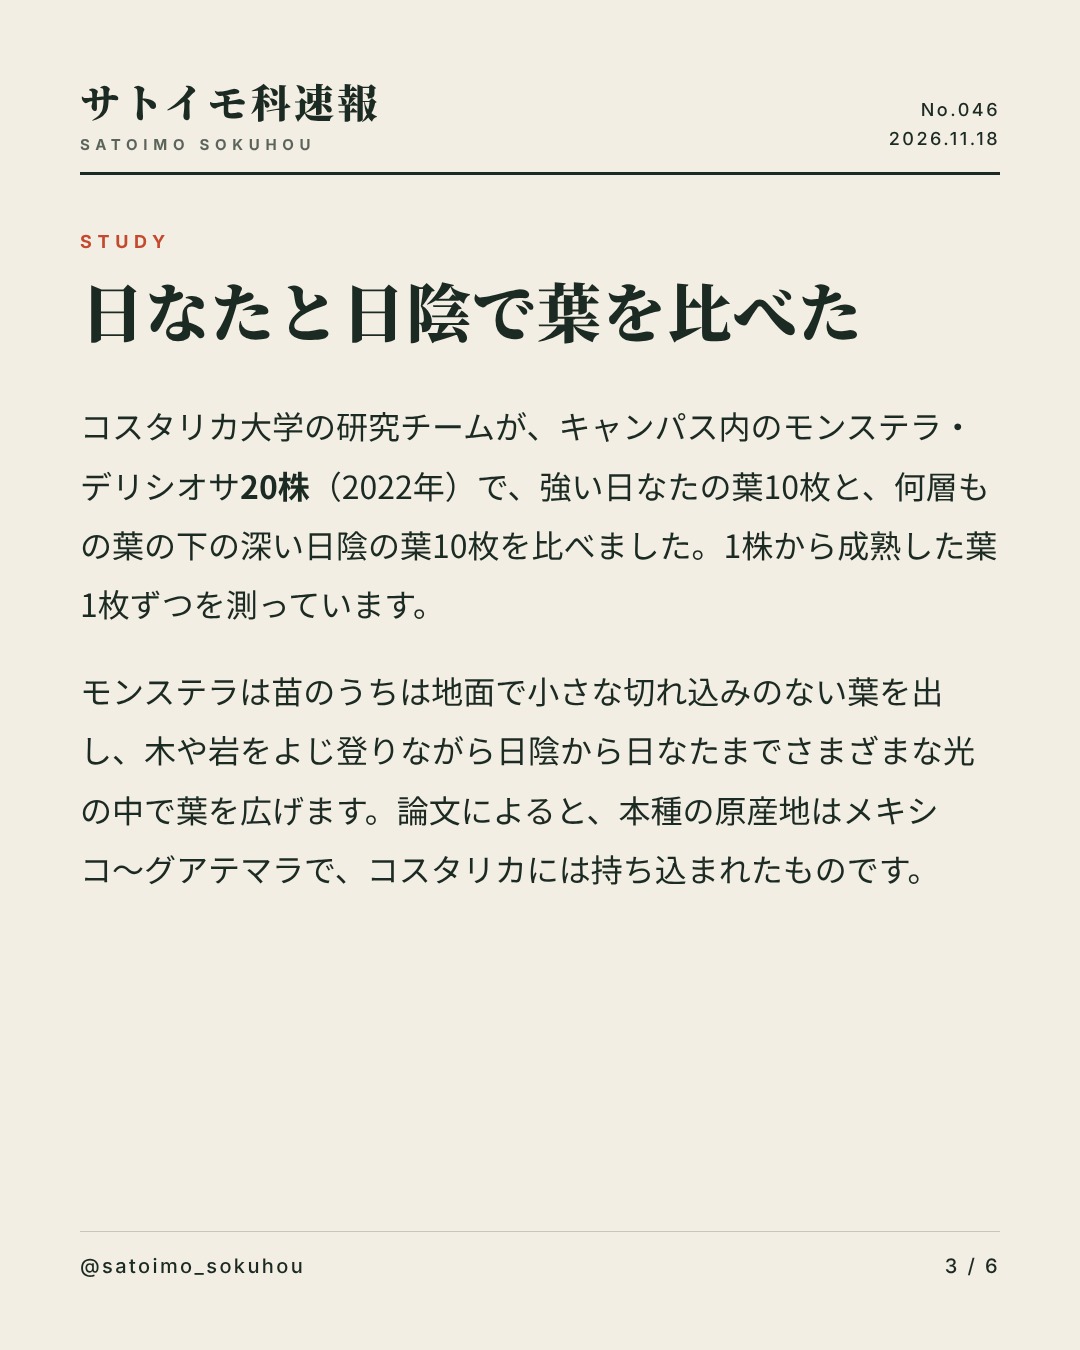 サトイモ科速報
SATOIMO SOKUHOU
No.046
2026.11.18
STUDY
日なたと日陰で葉を比べた
コスタリカ大学の研究チームが、キャンパス内のモンステラ・
デリシオサ20株（2022年）で、強い日なたの葉10枚と、何層も
の葉の下の深い日陰の葉10枚を比べました。1株から成熟した葉
1枚ずつを測っています。
モンステラは苗のうちは地面で小さな切れ込みのない葉を出
し、木や岩をよじ登りながら日陰から日なたまでさまざまな光
の中で葉を広げます。論文によると、本種の原産地はメキシ
コ〜グアテマラで、コスタリカには持ち込まれたものです。
@satoimo_sokuhou
3 / 6